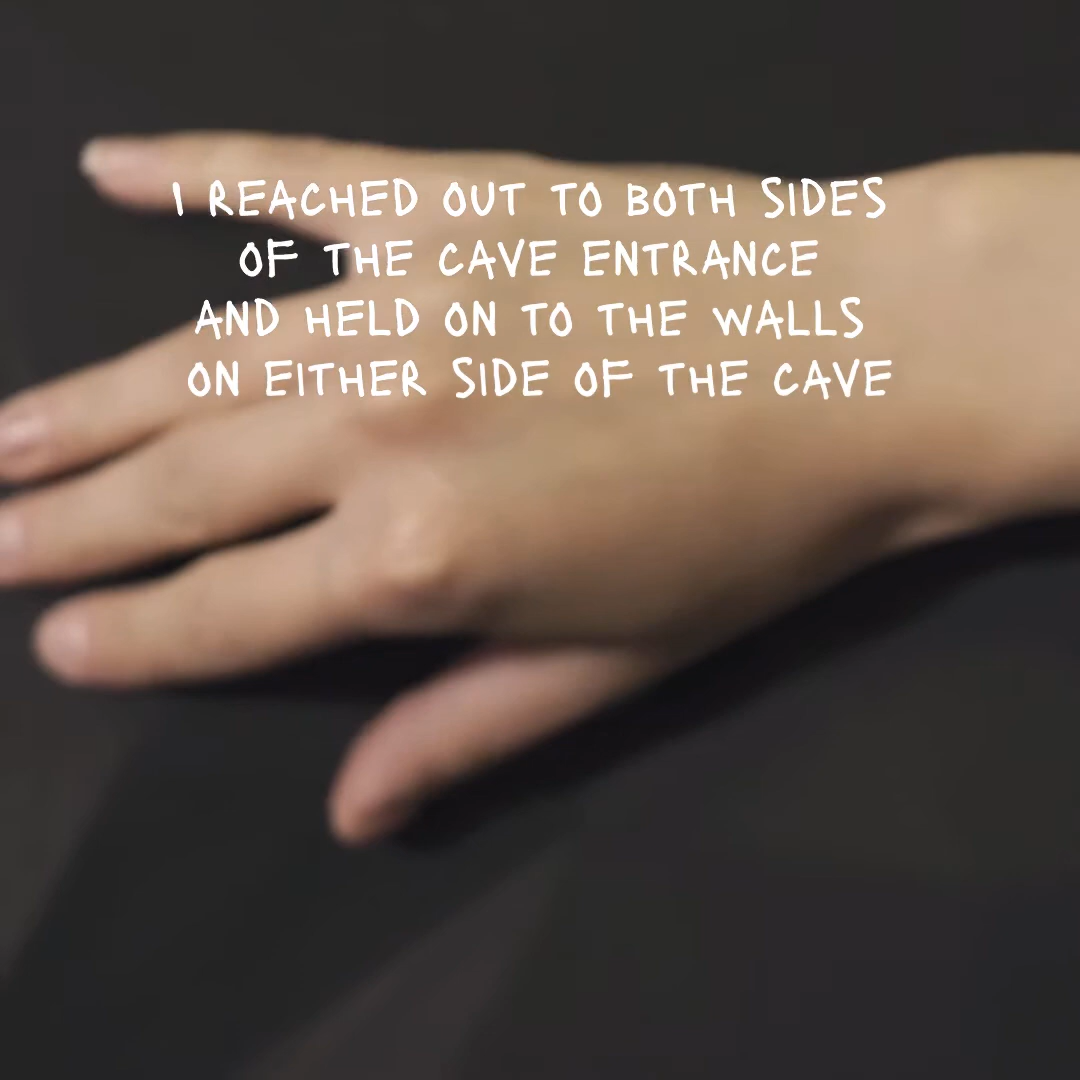 I REACHED OUT TO BOTH SIDES
OF THE CAVE ENTRANCE
AND HELD ON TO THE WALLS
ON EITHER SIDE OF THE CAVE